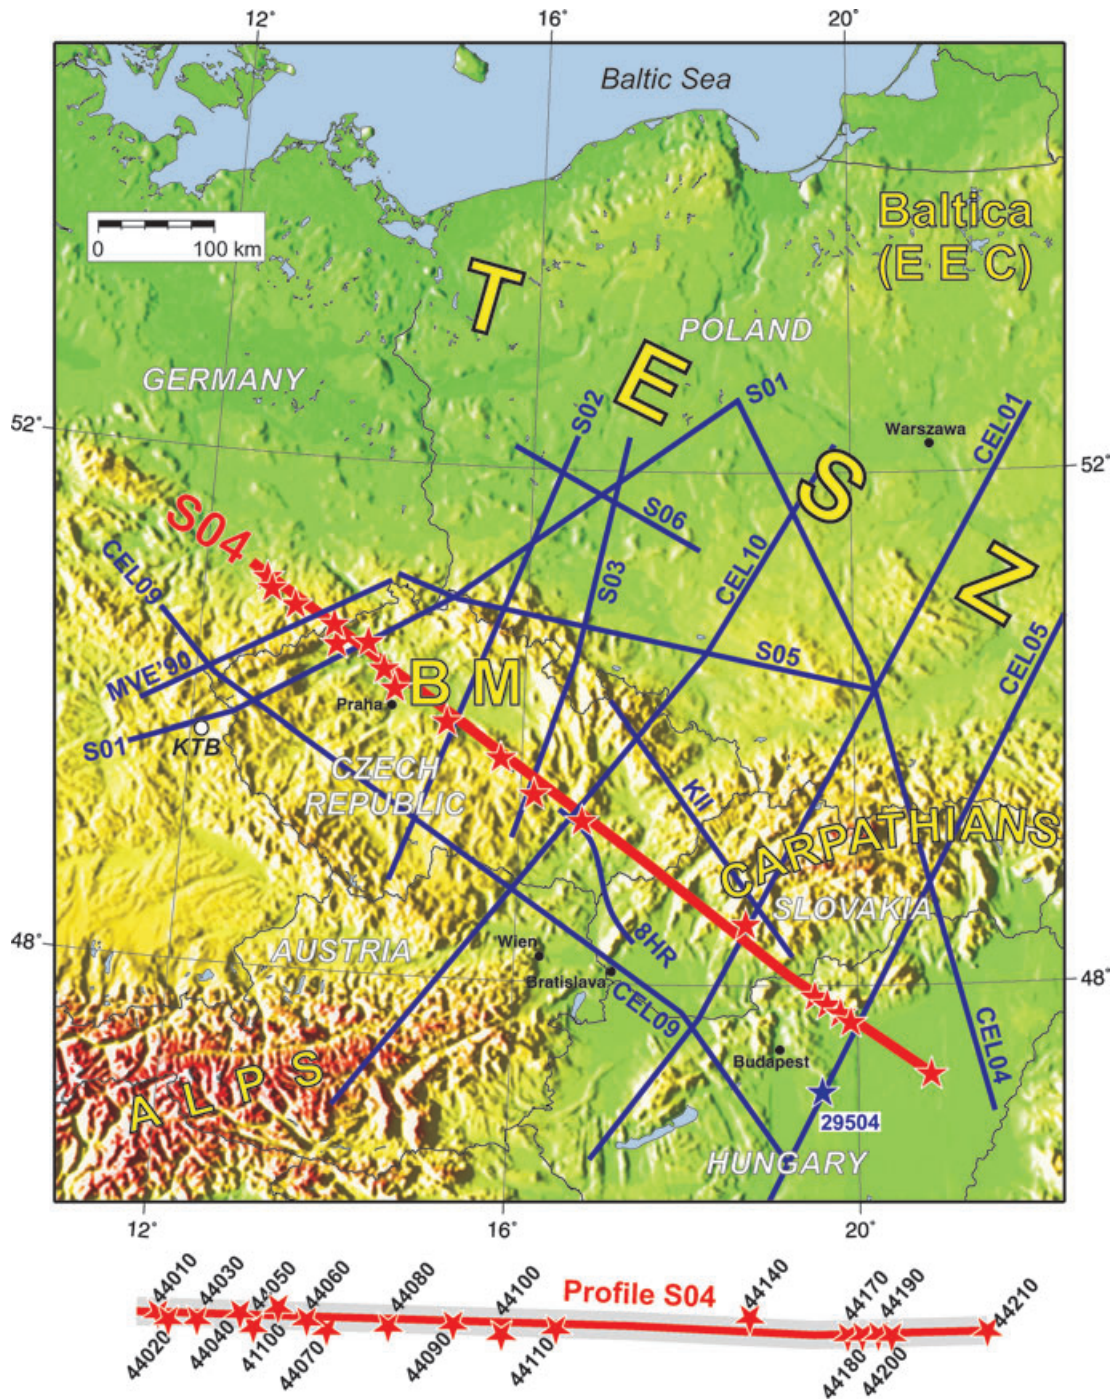 12°
16°
20°
Baltic Sea
Baltica
(E E C)
0
100 km
T
E
S
Z
POLAND
GERMANY
S02
S01
CEL01
52°
Warszawa
52°
S04
S06
CEL09
S03
CEL10
CEL05
S05
MVE'90
B M
Praha
S01
KTB
CZECH
REPUBLIC
KII
CARPATHIANS
SLOVAKIA
48°
AUSTRIA
Wien
8HR
48°
Bratislava
CEL09
CEL04
Budapest
A L P S
29504
HUNGARY
12°
16°
20°
44010
44030
44050
44060
44080
44100
Profile S04
44140
44170
44190
44210
44020
44040
41100
44070
44090
44110
44180
44200